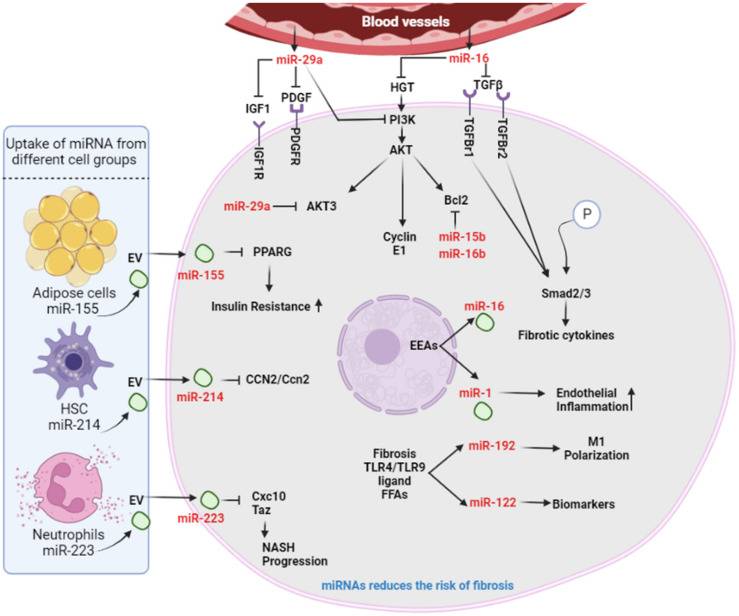 Blood vessels
miR-29a
miR-16
IGF1
PDGF
HGT
TGFβ
IGF1R
PDGFR
PI3K
TGFBr1
TGFBr2
AKT
Uptake of miRNA from
different cell groups
miR-29a
AKT3
Bcl2
Cyclin
E1
miR-15b
miR-16b
P
EV
miR-155
PPARG
Adipose cells
miR-155
Insulin Resistance
Smad2/3
Fibrotic cytokines
miR-16
EEAs
miR-1
Endothelial
Inflammation
EV
miR-214
CCN2/Ccn2
HSC
miR-214
Fibrosis
TLR4/TLR9
ligand
FFAs
miR-192
M1
Polarization
miR-122
Biomarkers
EV
miR-223
Cxc10
Taz
Neutrophils
miR-223
NASH
Progression
miRNAs reduces the risk of fibrosis